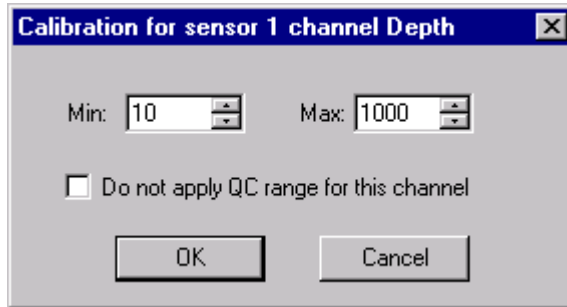 Calibration for sensor 1 channel Depth
Min: 10 Max: 1000
Do not apply QC range for this channel
OK Cancel